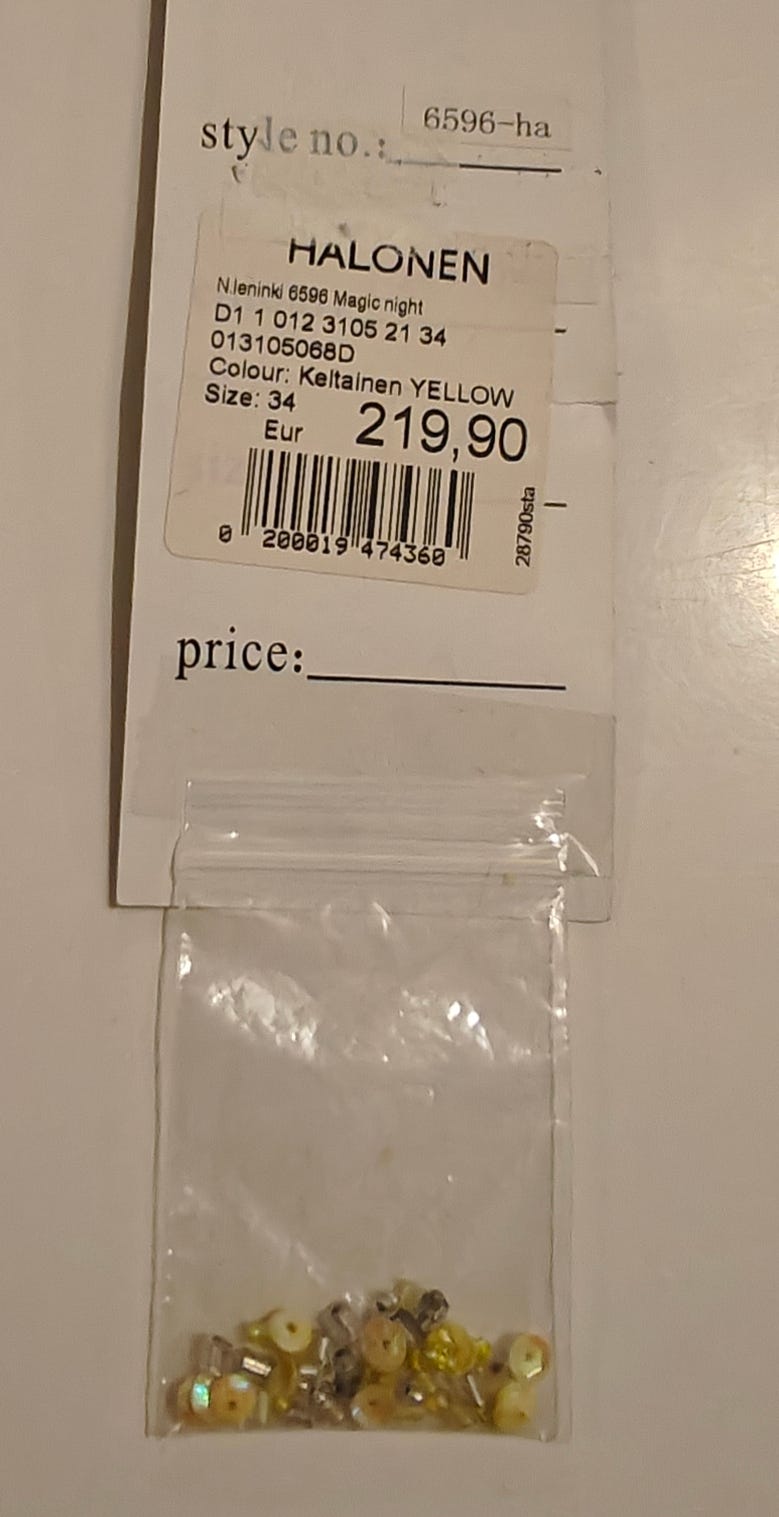 6596-ha
style no.:
HALONEN
N.leninki 6596 Magic night
D1 1 012 3105 21 34
013105068D
Colour: Keltainen YELLOW
Size: 34
Eur 219,90
28790sta
0 200019 474360
price: